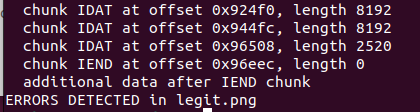 chunk IDAT at offset 0x924f0, length 8192
chunk IDAT at offset 0x944fc, length 8192
chunk IDAT at offset 0x96508, length 2520
chunk IEND at offset 0x96eec, length 0
additional data after IEND chunk
ERRORS DETECTED in legit.png